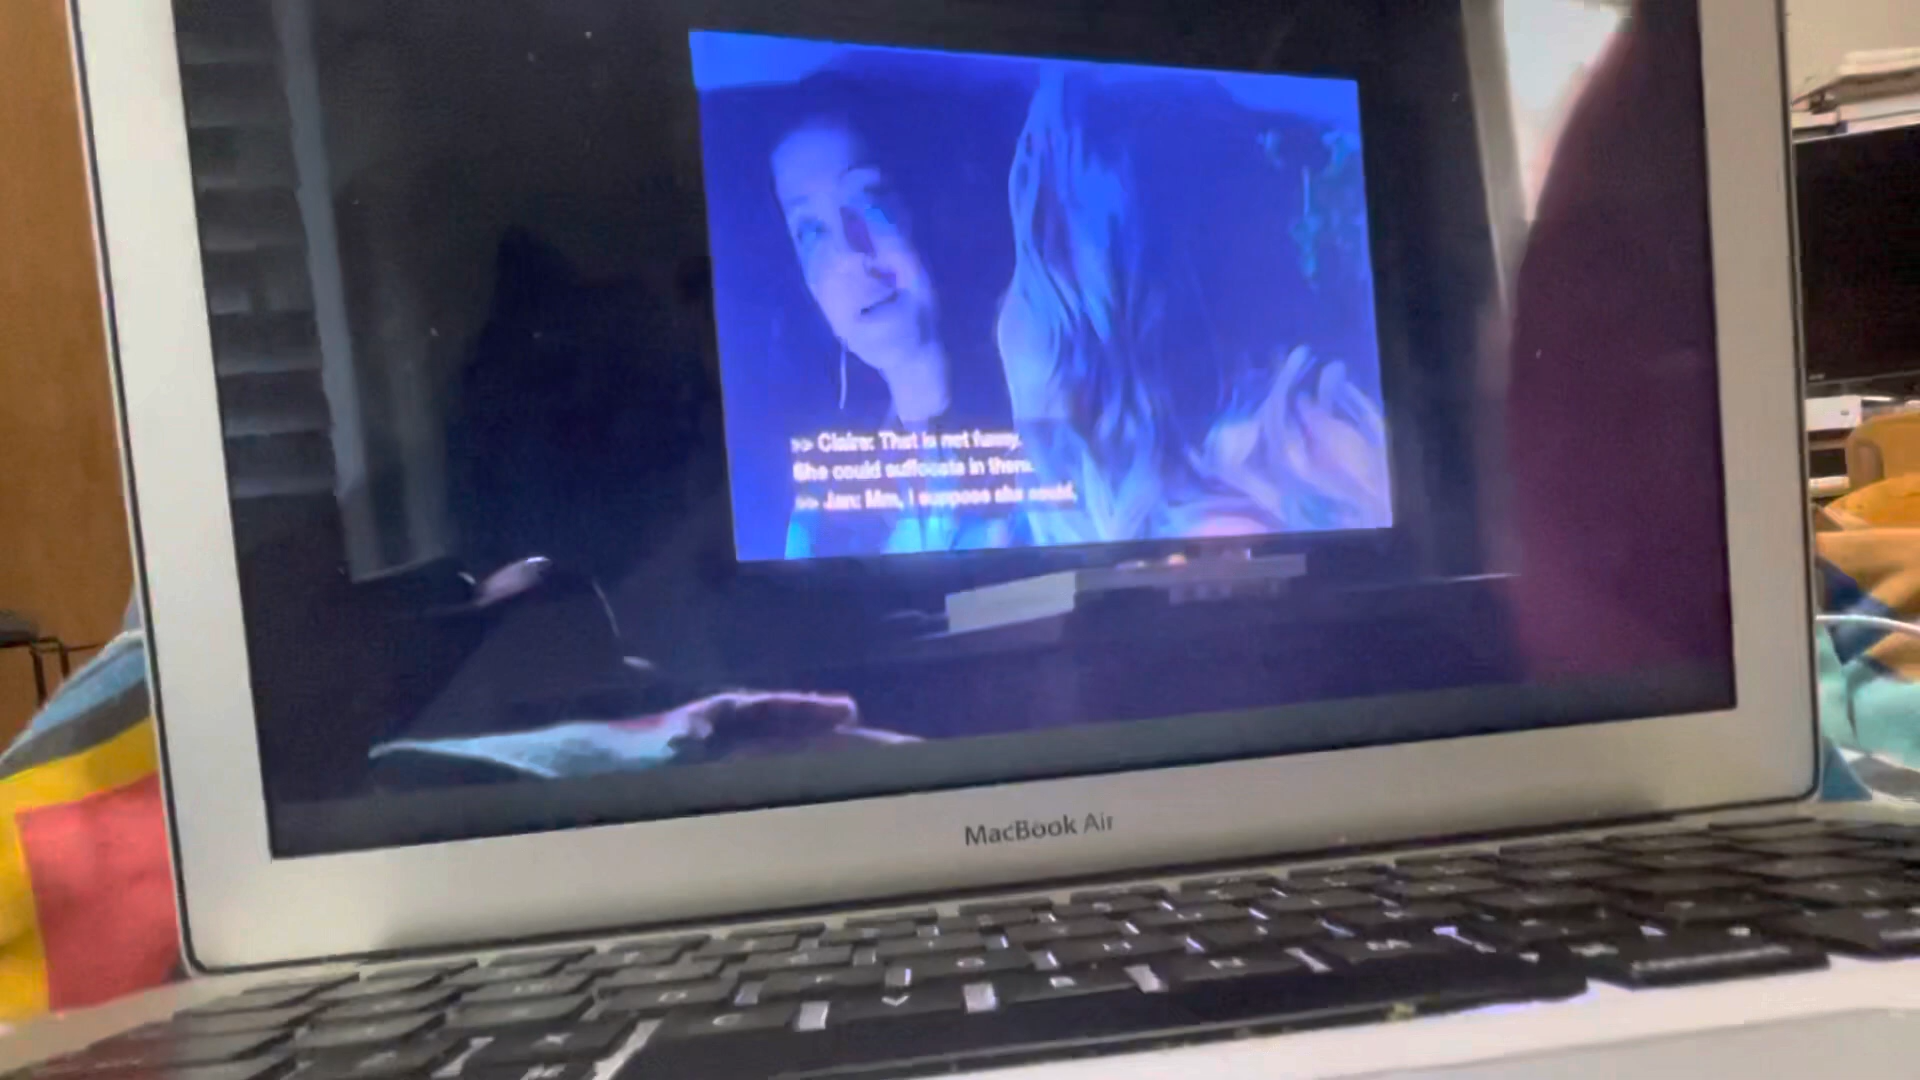 >> Claire: That is not funny.
She could suffocate in there.
>> Jan: Mm, I suppose she could,
MacBook Air